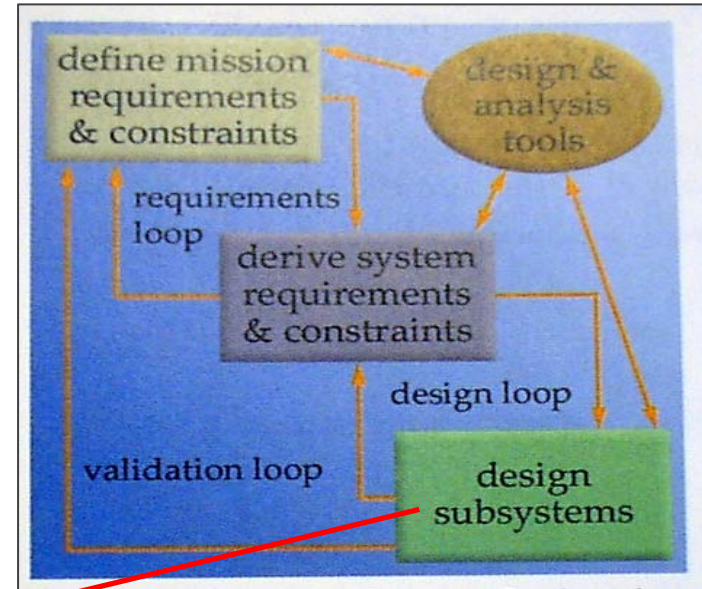 define mission
requirements
& constraints
design &
analysis
tools
requirements
loop
derive system
requirements
& constraints
design loop
validation loop
design
subsystems